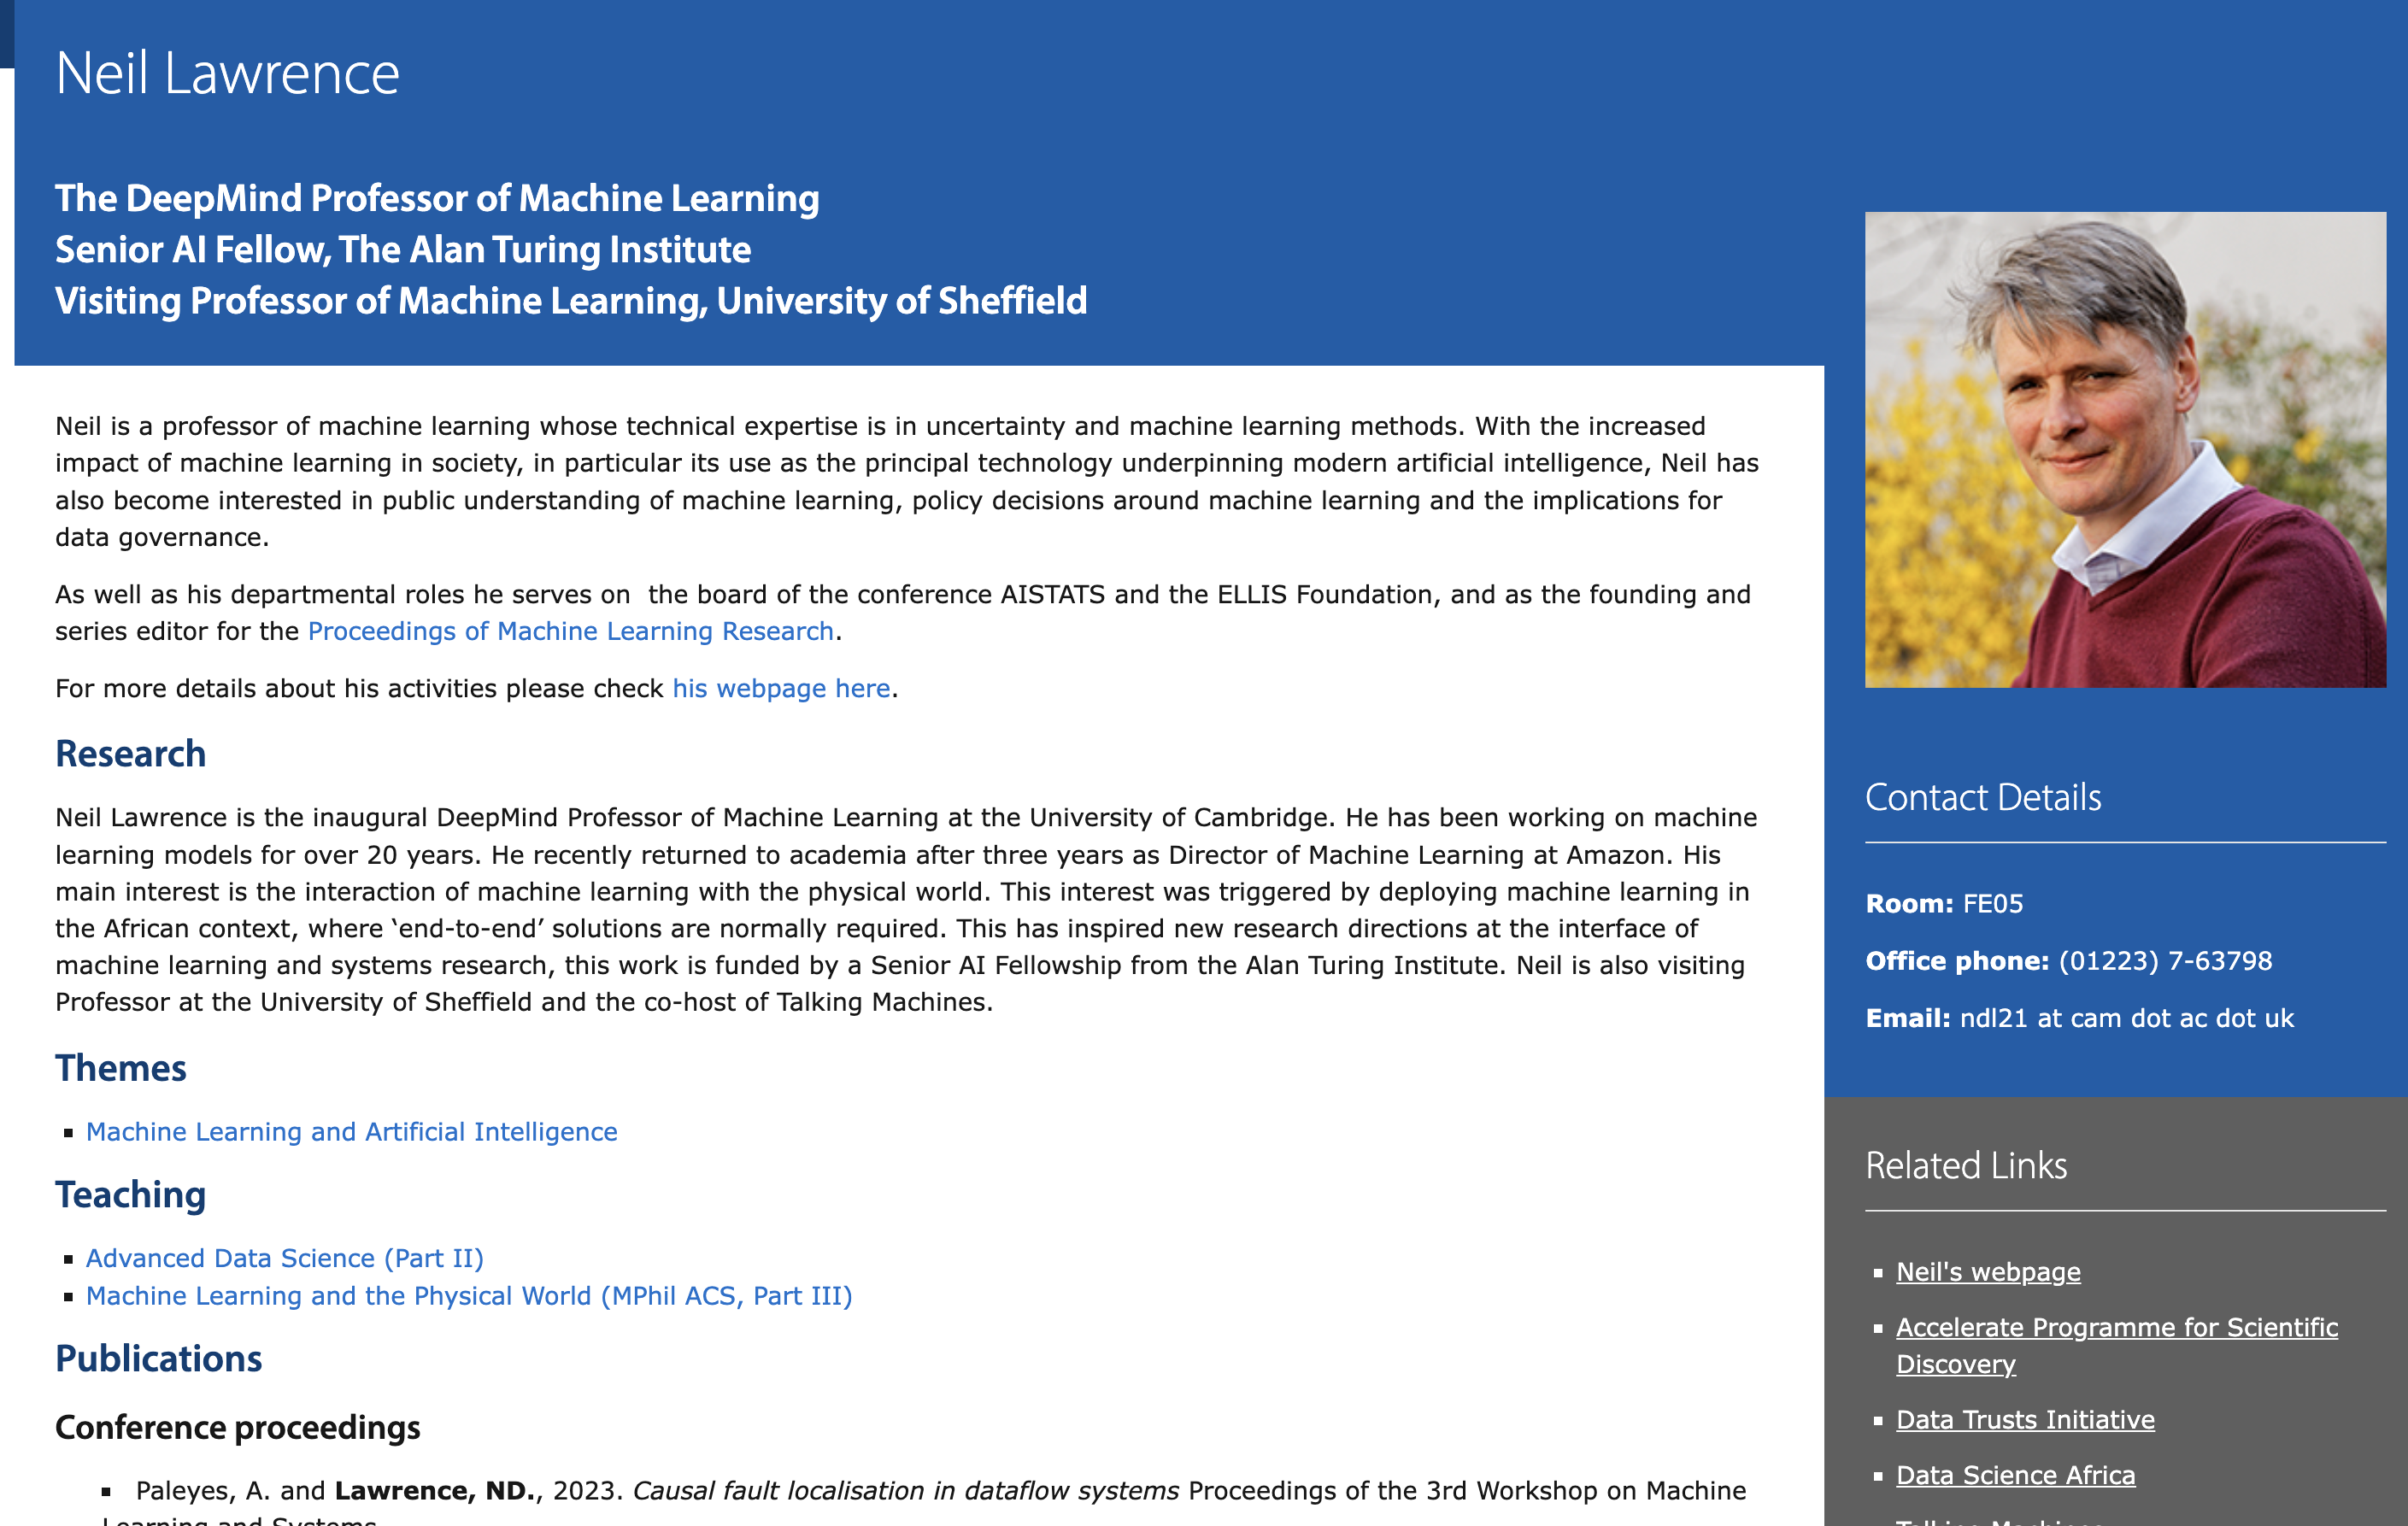 Neil Lawrence
The DeepMind Professor of Machine Learning
Senior AI Fellow, The Alan Turing Institute
Visiting Professor of Machine Learning, University of Sheffield
Neil is a professor of machine learning whose technical expertise is in uncertainty and machine learning methods. With the increased
impact of machine learning in society, in particular its use as the principal technology underpinning modern artificial intelligence, Neil has
also become interested in public understanding of machine learning, policy decisions around machine learning and the implications for
data governance.
As well as his departmental roles he serves on  the board of the conference AISTATS and the ELLIS Foundation, and as the founding and
series editor for the Proceedings of Machine Learning Research.
For more details about his activities please check his webpage here.
Research
Neil Lawrence is the inaugural DeepMind Professor of Machine Learning at the University of Cambridge. He has been working on machine
learning models for over 20 years. He recently returned to academia after three years as Director of Machine Learning at Amazon. His
main interest is the interaction of machine learning with the physical world. This interest was triggered by deploying machine learning in
the African context, where ‘end-to-end’ solutions are normally required. This has inspired new research directions at the interface of
machine learning and systems research, this work is funded by a Senior AI Fellowship from the Alan Turing Institute. Neil is also visiting
Professor at the University of Sheffield and the co-host of Talking Machines.
Themes
▪ Machine Learning and Artificial Intelligence
Teaching
▪ Advanced Data Science (Part II)
▪ Machine Learning and the Physical World (MPhil ACS, Part III)
Publications
Conference proceedings
▪ Paleyes, A. and Lawrence, ND., 2023. Causal fault localisation in dataflow systems Proceedings of the 3rd Workshop on Machine
Learning and Systems
Contact Details
Room: FE05
Office phone: (01223) 7-63798
Email: ndl21 at cam dot ac dot uk
Related Links
▪ Neil's webpage
▪ Accelerate Programme for Scientific
Discovery
▪ Data Trusts Initiative
▪ Data Science Africa
Talking Machines